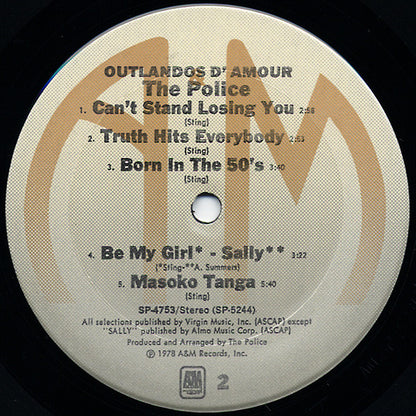 OUTLANDOS D' AMOUR
The Police
1. Can't Stand Losing You 2:58
(Sting)
2. Truth Hits Everybody 2:53
(Sting)
3. Born In The 50's 3:40
(Sting)
4. Be My Girl* - Sally** 3:22
(*Sting-**A. Summers)
5. Masoko Tanga 5:40
(Sting)
SP-4753/Stereo (SP-5244)
All selections published by Virgin Music, Inc. (ASCAP) except
"SALLY" published by Almo Music Corp. (ASCAP)
Produced and Arranged by The Police
℗ 1978 A&M Records, Inc.
A&M 2